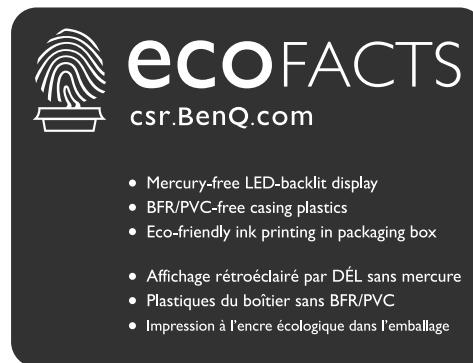 ecoFACTS
csr.BenQ.com
• Mercury-free LED-backlit display
• BFR/PVC-free casing plastics
• Eco-friendly ink printing in packaging box
• Affichage rétroéclairé par DÉL sans mercure
• Plastiques du boîtier sans BFR/PVC
• Impression à l'encre écologique dans l'emballage